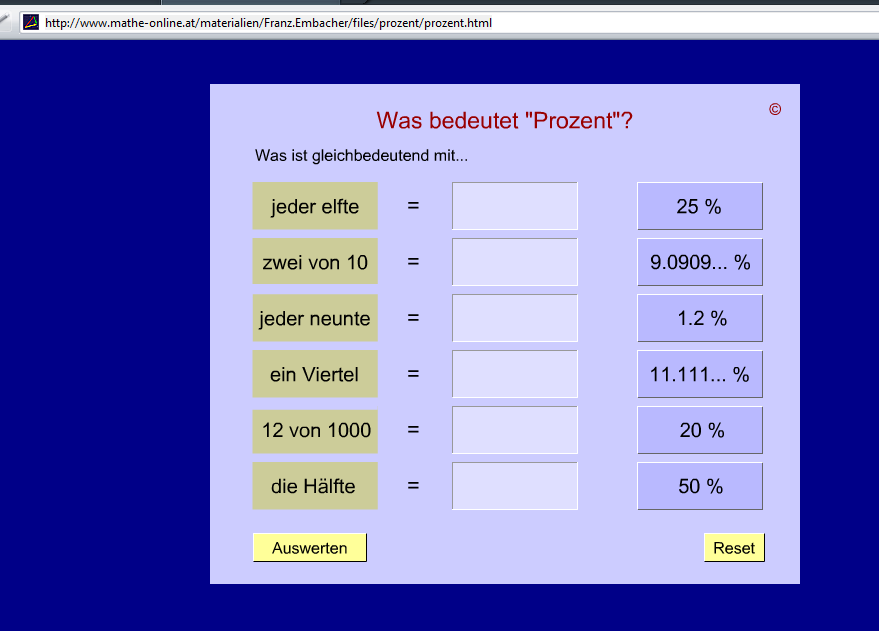 http://www.mathe-online.at/materialien/Franz.Embacher/files/prozent/prozent.html
©
Was bedeutet "Prozent"?
Was ist gleichbedeutend mit...
jeder elfte = 25 %
zwei von 10 = 9.0909... %
jeder neunte = 1.2 %
ein Viertel = 11.111... %
12 von 1000 = 20 %
die Hälfte = 50 %
Auswerten Reset